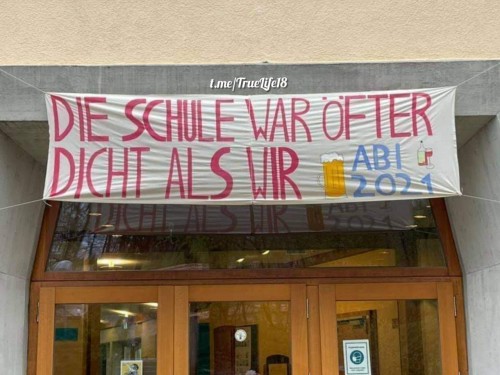 t.me/TrueLife18
DIE SCHULE WAR ÖFTER
DICHT ALS WIR
ABI
2021